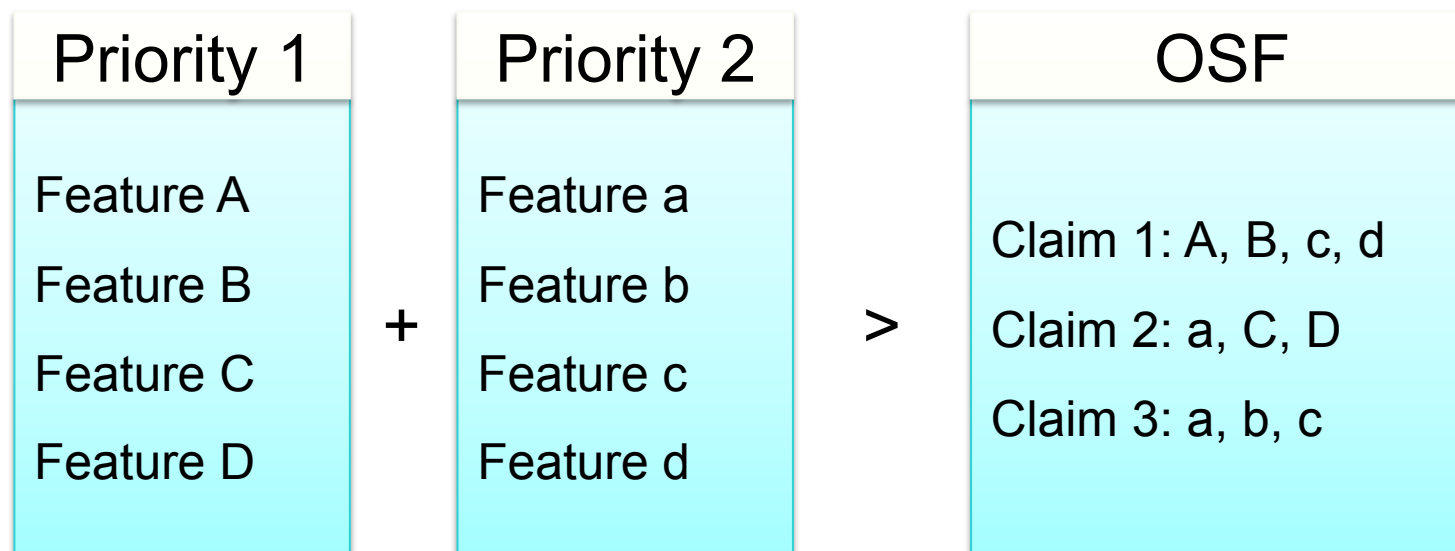 Priority 1
Feature A
Feature B
Feature C
Feature D
+
Priority 2
Feature a
Feature b
Feature c
Feature d
>
OSF
Claim 1: A, B, c, d
Claim 2: a, C, D
Claim 3: a, b, c